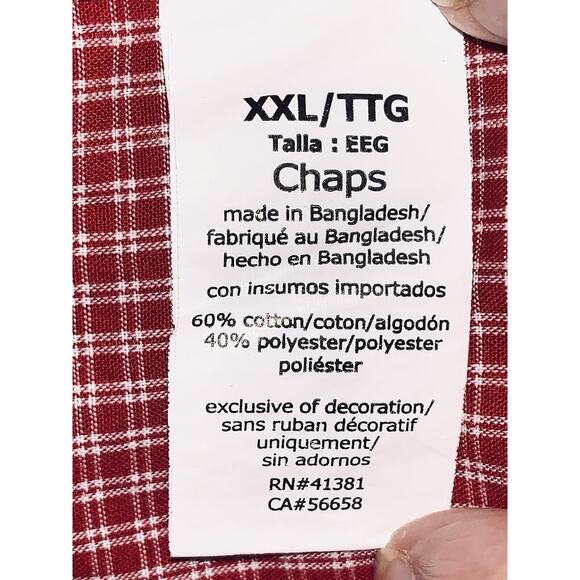 XXL/TTG
Talla : EEG
Chaps
made in Bangladesh/
fabriqué au Bangladesh/
hecho en Bangladesh
con insumos importados
60% cotton/coton/algodón
40% polyester/polyester
poliéster
exclusive of decoration/
sans ruban décoratif
uniquement/
sin adornos
RN#41381
CA#56658